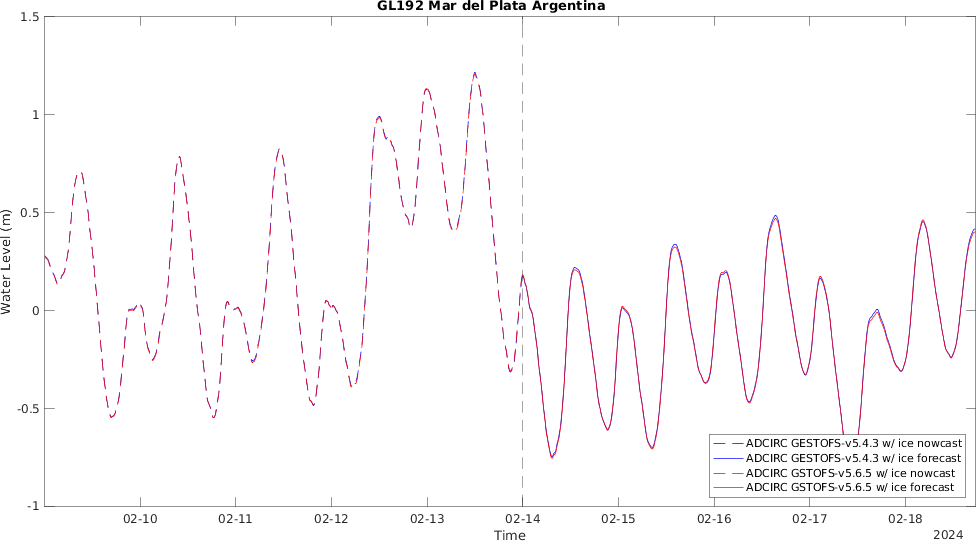 GL192 Mar del Plata Argentina
1.5
1
0.5
0
-0.5
-1
Water Level (m)
02-10 02-11 02-12 02-13 02-14 02-15 02-16 02-17 02-18
Time
2024
ADCIRC GESTOFS-v5.4.3 w/ ice nowcast
ADCIRC GESTOFS-v5.4.3 w/ ice forecast
ADCIRC GSTOFS-v5.6.5 w/ ice nowcast
ADCIRC GSTOFS-v5.6.5 w/ ice forecast